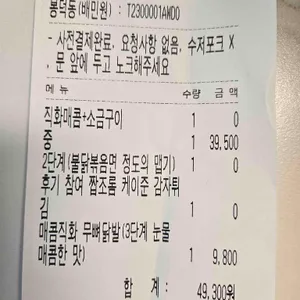 봉덕동(배민원) : T2300001AWDO
- 사전결제완료, 요청사항 없음, 수저포크 X
, 문 앞에 두고 노크해주세요
메뉴 수량 금액
직화매콤+소금구이 1 0
중 1 39,500
2단계(불닭볶음면 정도의 맵기)
후기 참여 짭조롬 케이준 감자튀
김 1 0
매콤직화 무뼈닭발(3단계 눈물
매콤한 맛) 1 9,800
합 계 : 49,300원